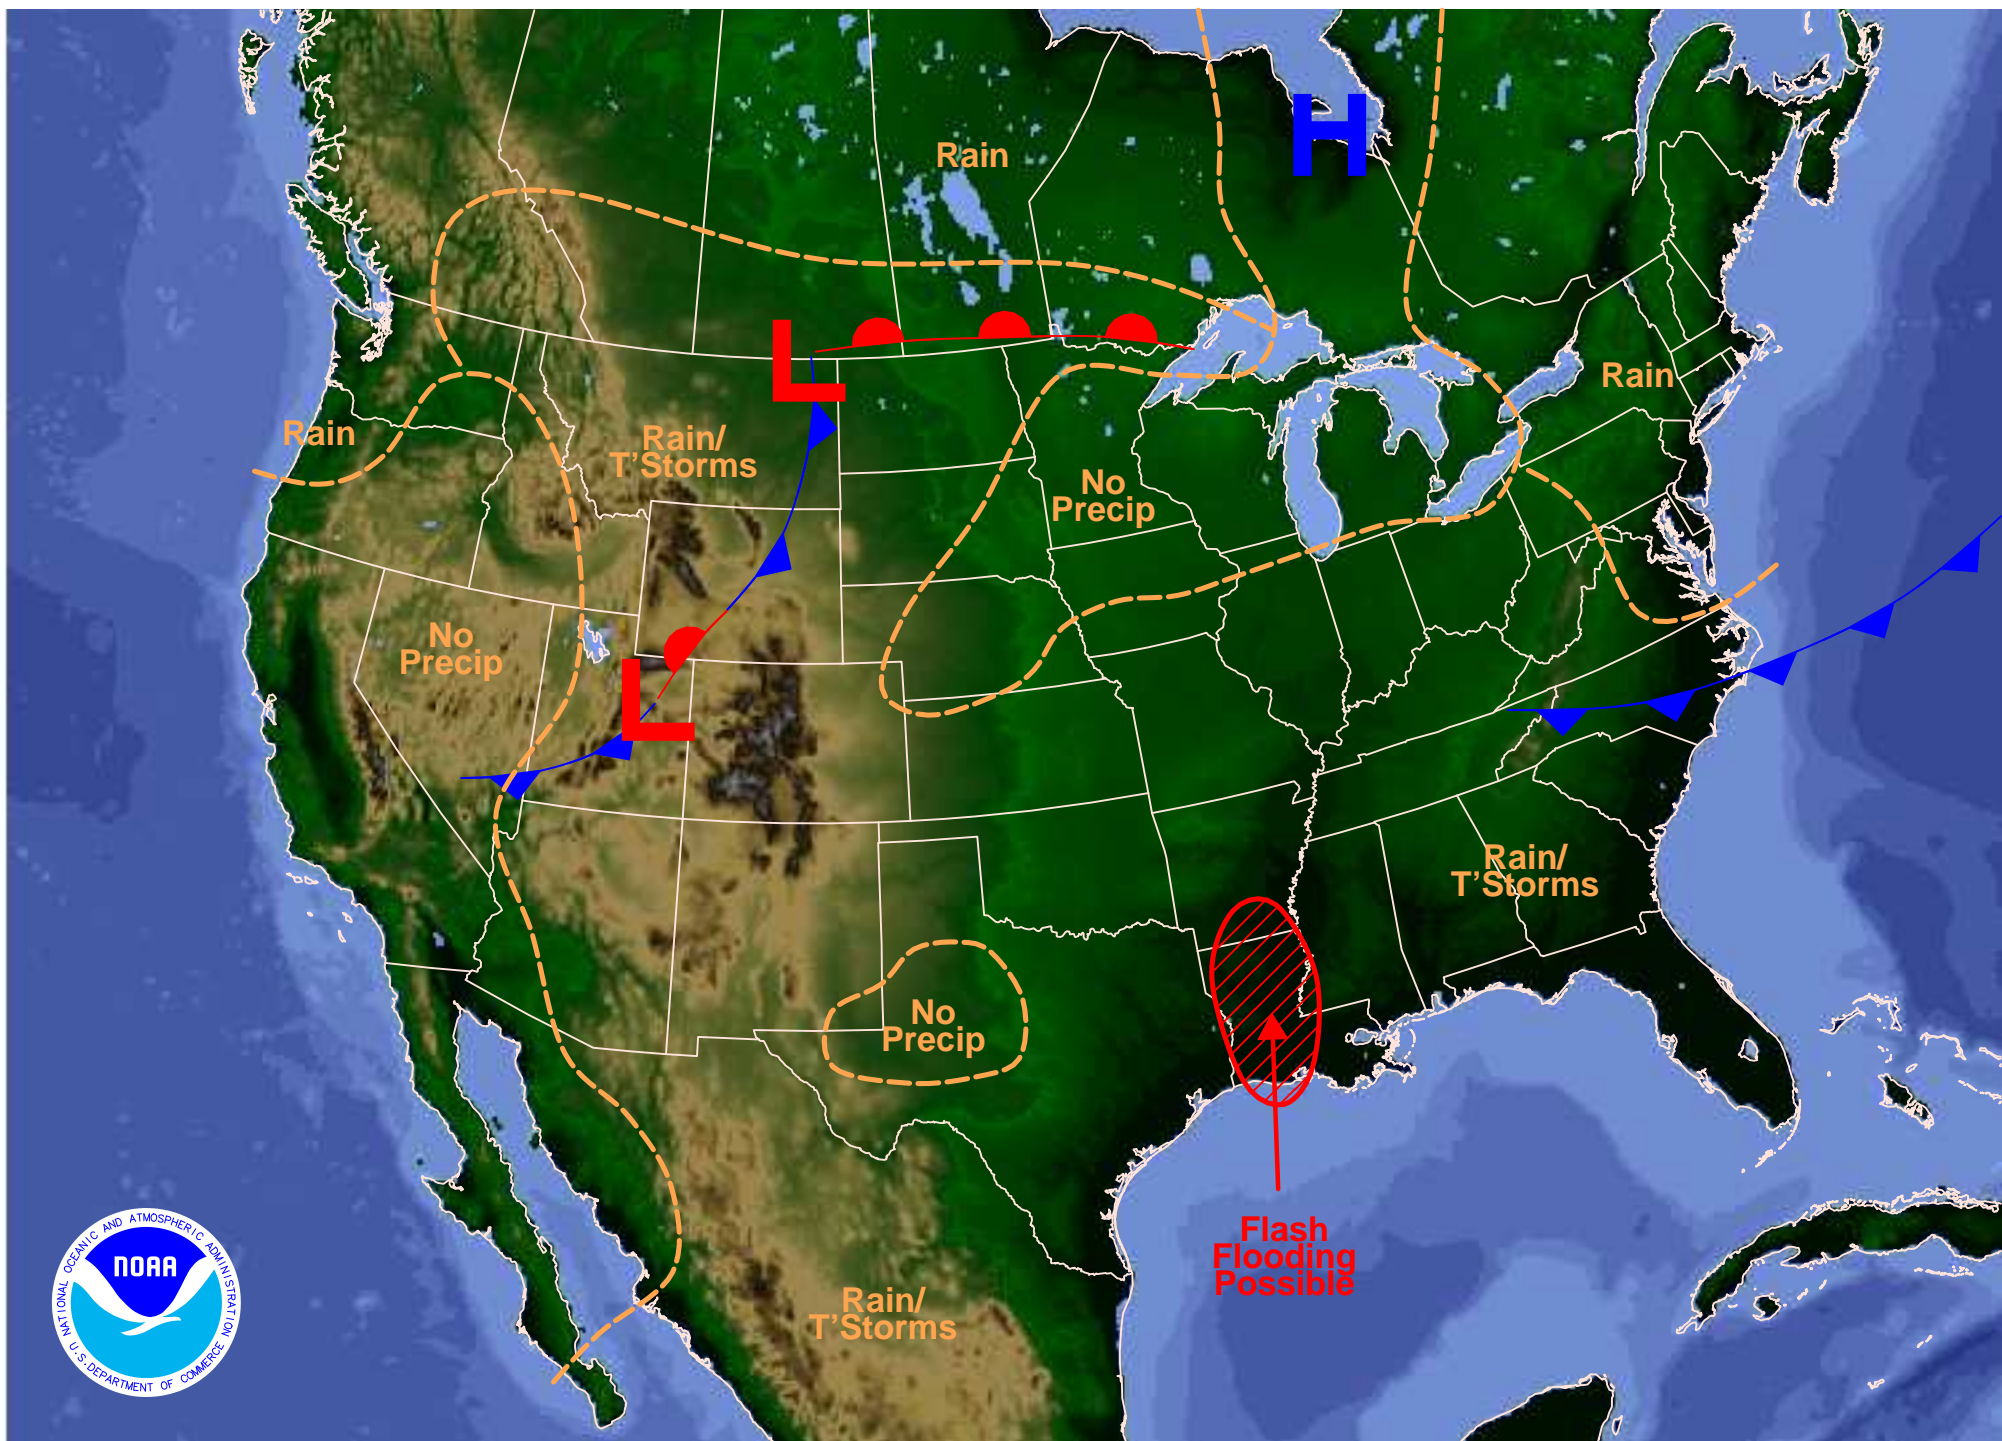 H
Rain
L
Rain
Rain
Rain/
T’Storms
No
Precip
No
Precip
L
Rain/
T’Storms
No
Precip
Flash
Flooding
Possible
Rain/
T’Storms
NATIONAL OCEANIC AND ATMOSPHERIC ADMINISTRATION
NOAA
U.S. DEPARTMENT OF COMMERCE